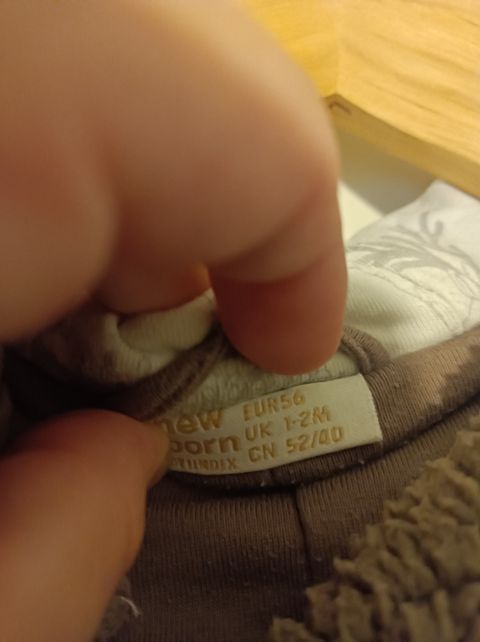 new EUR56
born UK 1-2M
CN 52/40